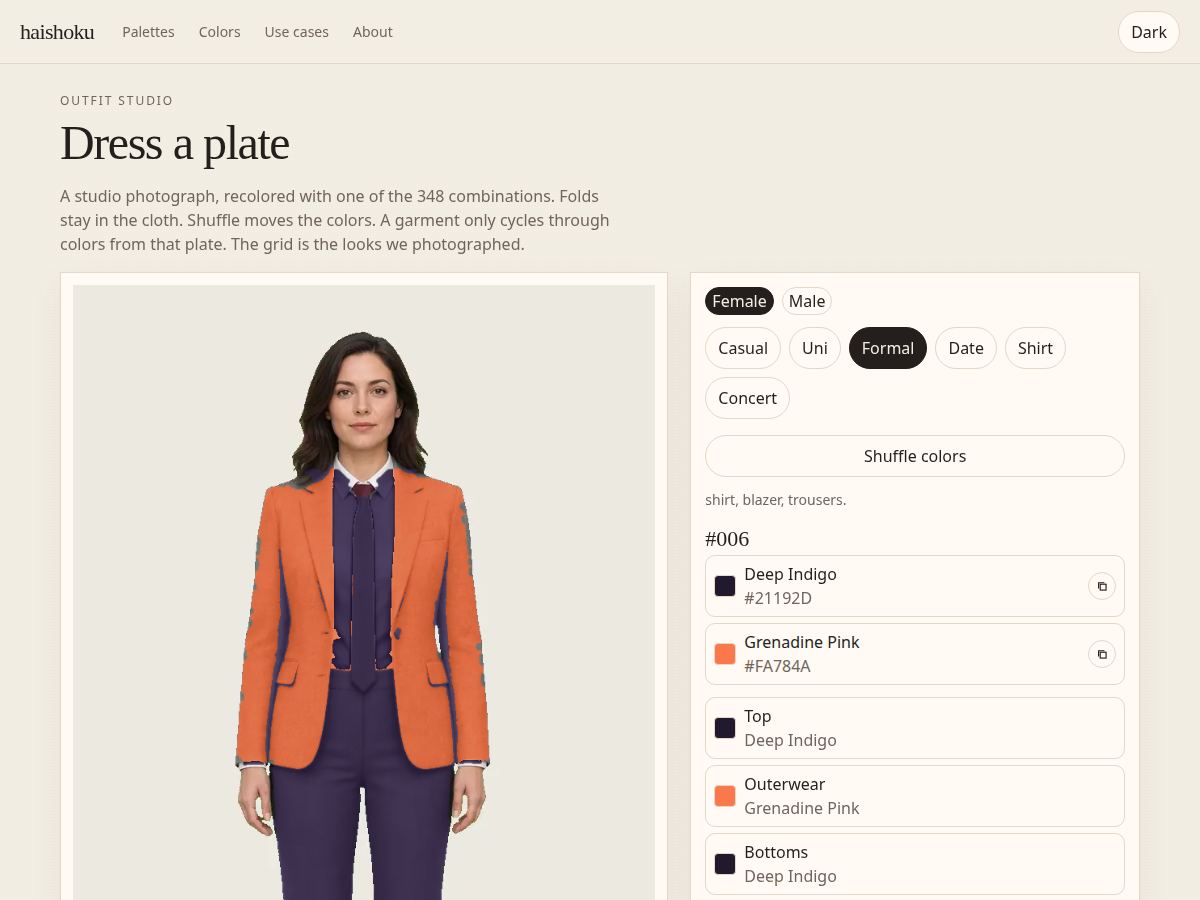 haishoku
Palettes
Colors
Use cases
About
Dark
OUTFIT STUDIO
Dress a plate
A studio photograph, recolored with one of the 348 combinations. Folds
stay in the cloth. Shuffle moves the colors. A garment only cycles through
colors from that plate. The grid is the looks we photographed.
Female
Male
Casual
Uni
Formal
Date
Shirt
Concert
Shuffle colors
shirt, blazer, trousers.
#006
Deep Indigo
#21192D
Grenadine Pink
#FA784A
Top
Deep Indigo
Outerwear
Grenadine Pink
Bottoms
Deep Indigo